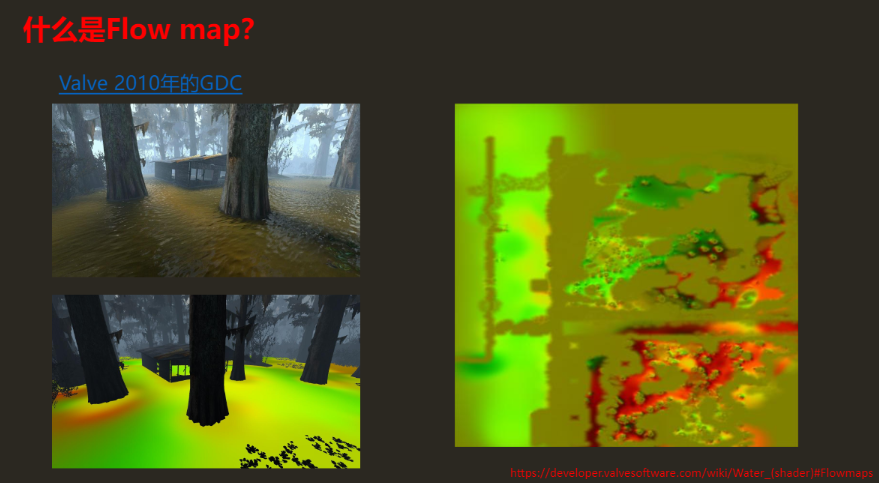 什么是Flow map？
Valve 2010年的GDC
https://developer.valvesoftware.com/wiki/Water_(shader)#Flowmaps